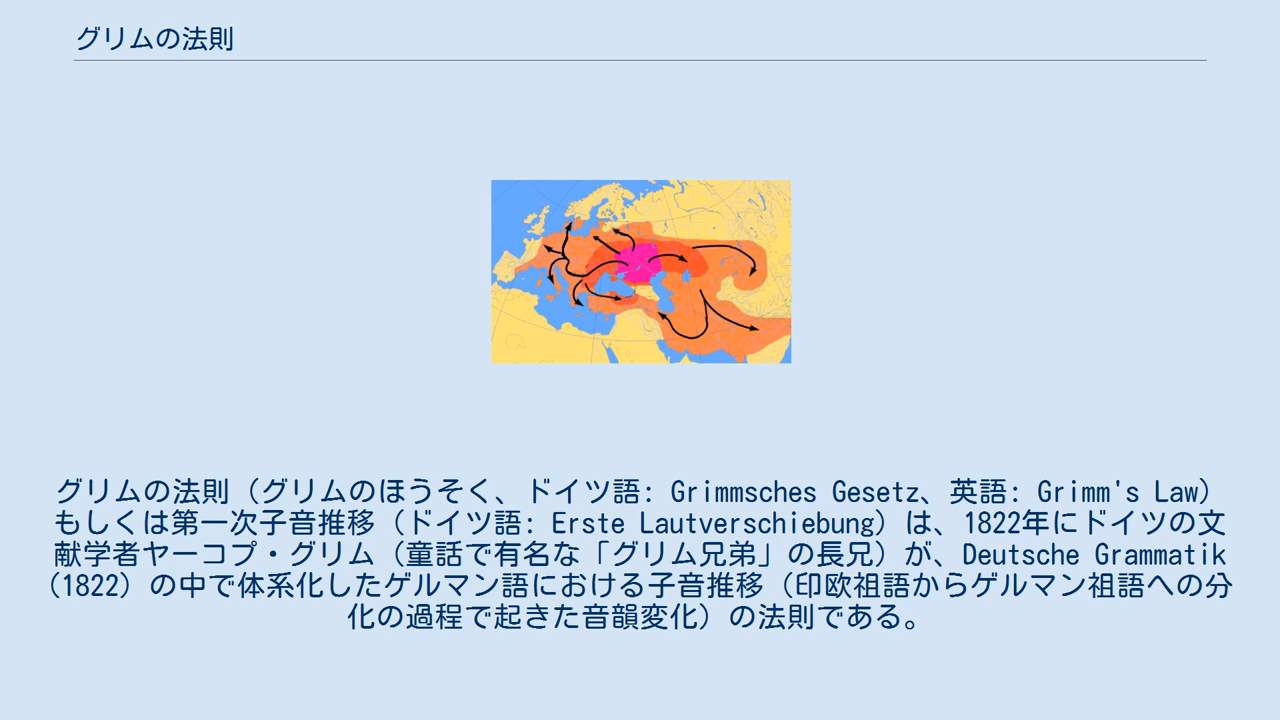 グリムの法則
グリムの法則（グリムのほうそく、ドイツ語: Grimmsches Gesetz、英語: Grimm's Law）
もしくは第一次子音推移（ドイツ語: Erste Lautverschiebung）は、1822年にドイツの文
献学者ヤーコプ・グリム（童話で有名な「グリム兄弟」の長兄）が、Deutsche Grammatik
（1822）の中で体系化したゲルマン語における子音推移（印欧祖語からゲルマン祖語への分
化の過程で起きた音韻変化）の法則である。